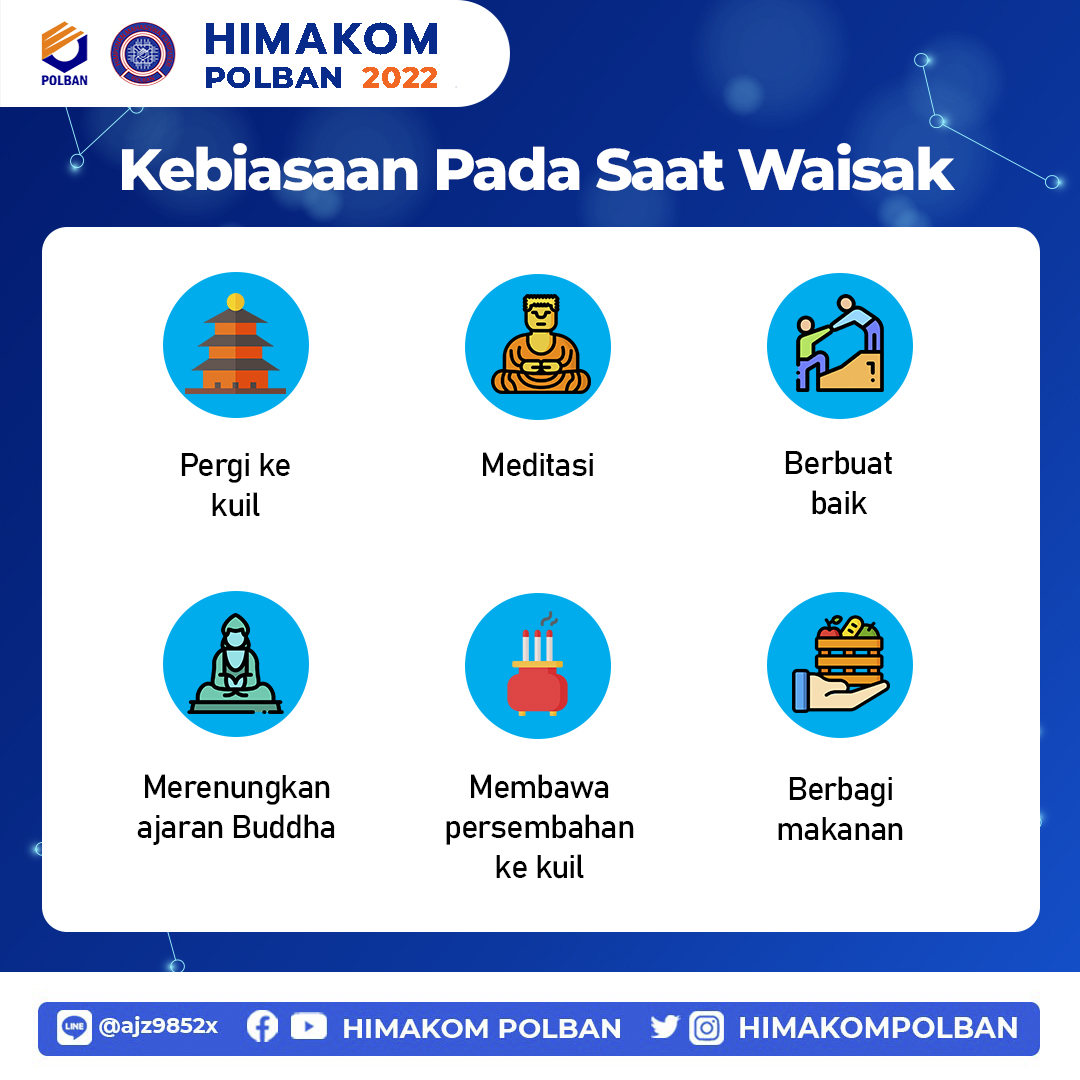 POLBAN
HIMAKOM
POLBAN 2022
Kebiasaan Pada Saat Waisak
Pergi ke
kuil
Meditasi
Berbuat
baik
Merenungkan
ajaran Buddha
Membawa
persembahan
ke kuil
Berbagi
makanan
LINE @ajz9852x
HIMAKOM POLBAN
HIMAKOMPOLBAN